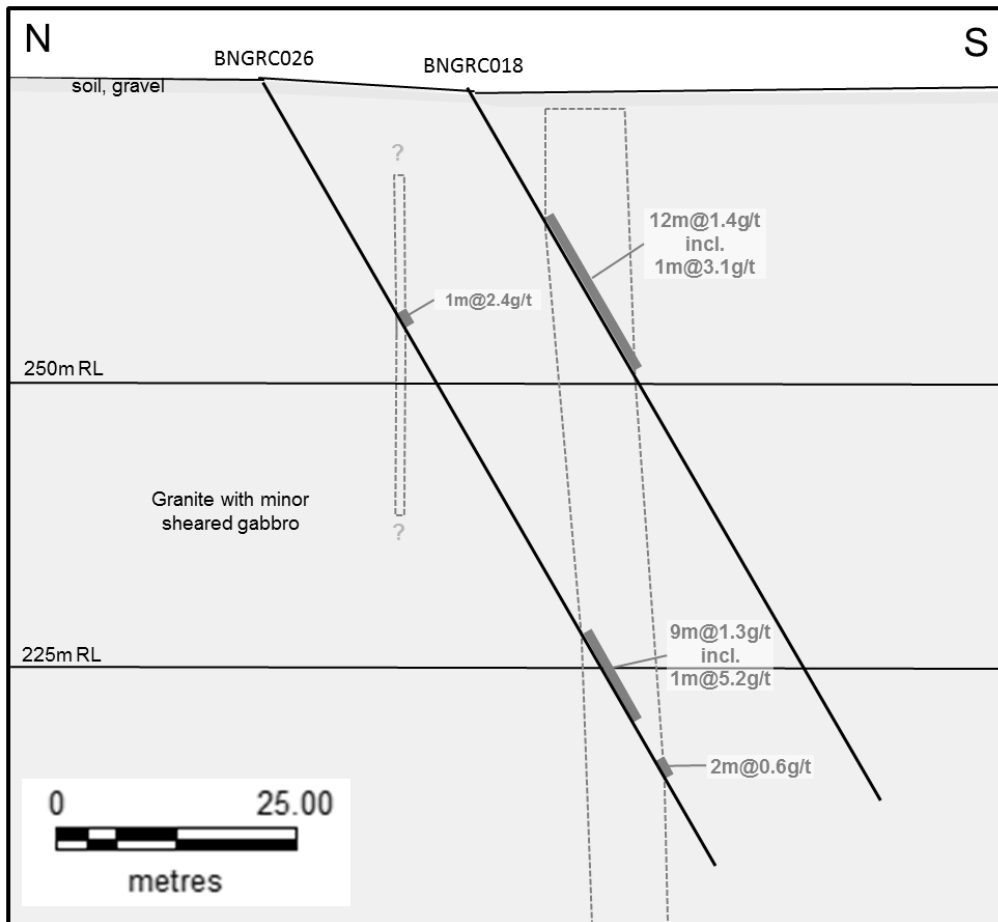 N
S
BNGRC026
BNGRC018
soil, gravel
?
12m@1.4g/t
incl.
1m@3.1g/t
1m@2.4g/t
250m RL
Granite with minor
sheared gabbro
?
9m@1.3g/t
incl.
1m@5.2g/t
225m RL
2m@0.6g/t
0 25.00
metres